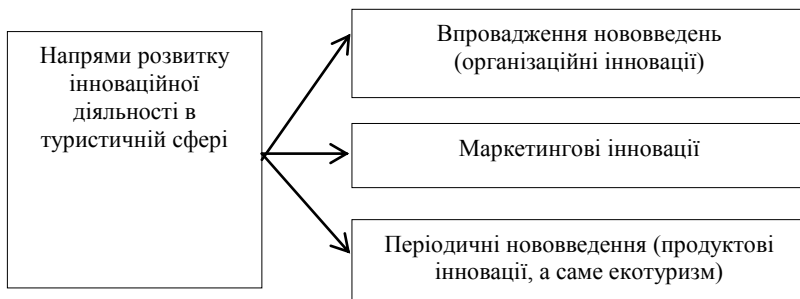 Напрями розвитку
інноваційної
діяльності в
туристичній сфері
Впровадження нововведень
(організаційні інновації)
Маркетингові інновації
Періодичні нововведення (продуктові
інновації, а саме екотуризм)